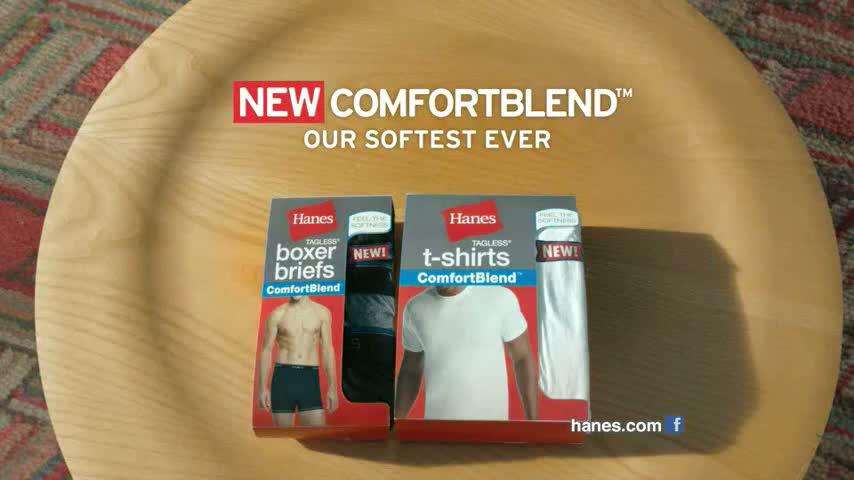 NEW COMFORTBLEND™
OUR SOFTEST EVER
Hanes
FEEL THE
SOFTNESS
TAGLESS®
boxer
briefs
NEW!
ComfortBlend
S
Hanes
FEEL THE
SOFTNESS
TAGLESS®
t-shirts
NEW!
ComfortBlend™
hanes.com f